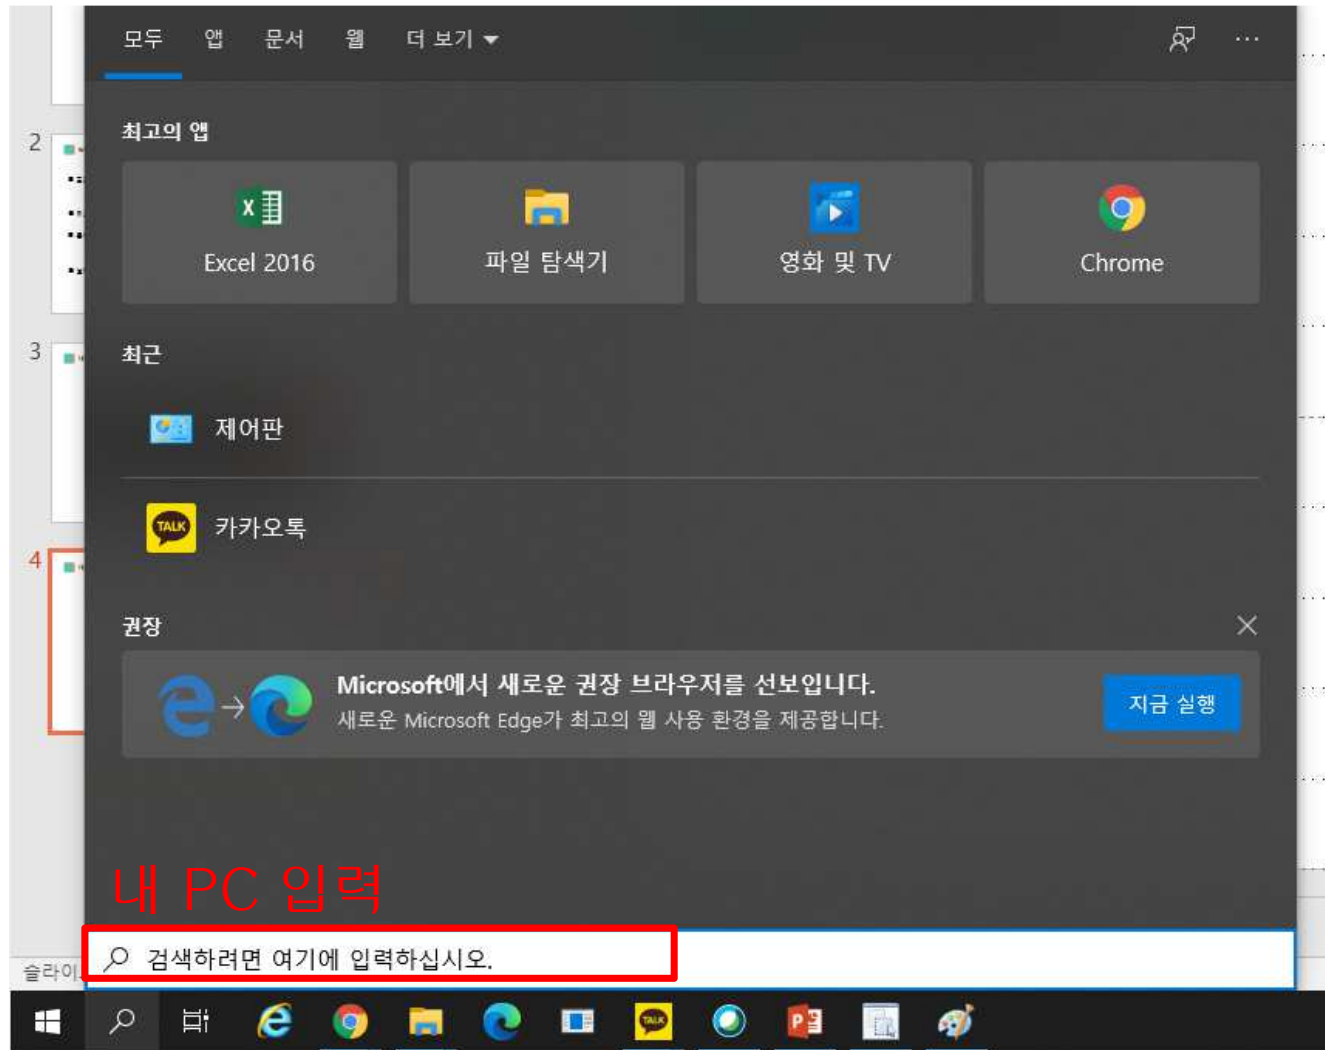 모두 앱 문서 웹 더 보기
최고의 앱
2
Excel 2016 파일 탐색기 영화 및 TV Chrome
3
최근
제어판
TALK 카카오톡
4
권장
Microsoft에서 새로운 권장 브라우저를 선보입니다.
새로운 Microsoft Edge가 최고의 웹 사용 환경을 제공합니다.
지금 실행
내 PC 입력
검색하려면 여기에 입력하십시오.
슬라이
TALK